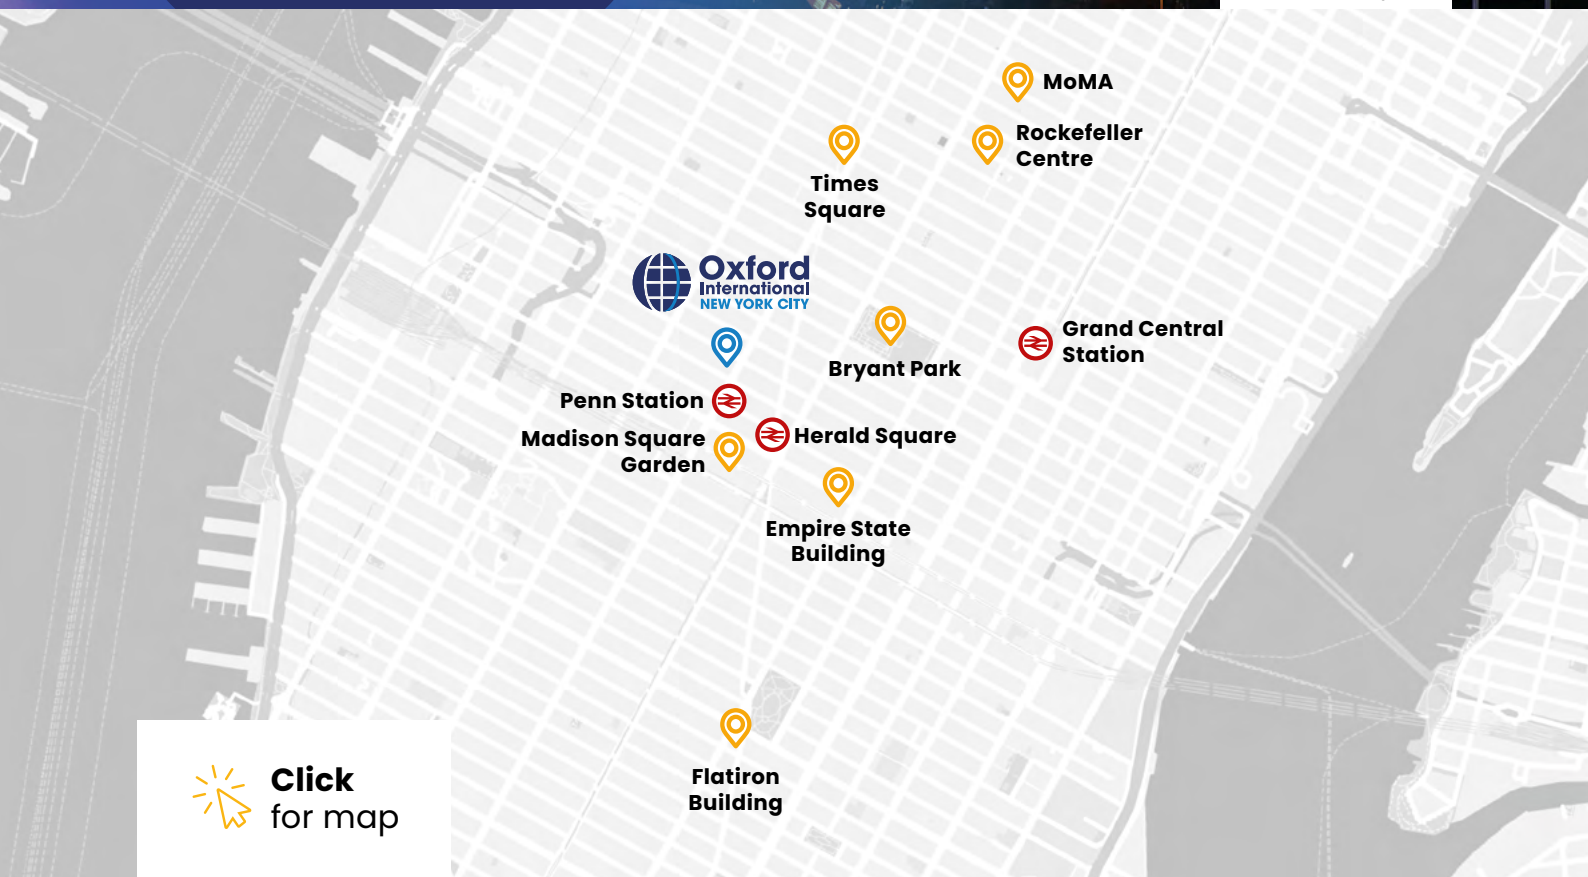 MoMA
Rockefeller
Centre
Times
Square
Oxford
International
NEW YORK CITY
Bryant Park
Grand Central
Station
Penn Station
Madison Square
Garden
Herald Square
Empire State
Building
Flatiron
Building
Click
for map